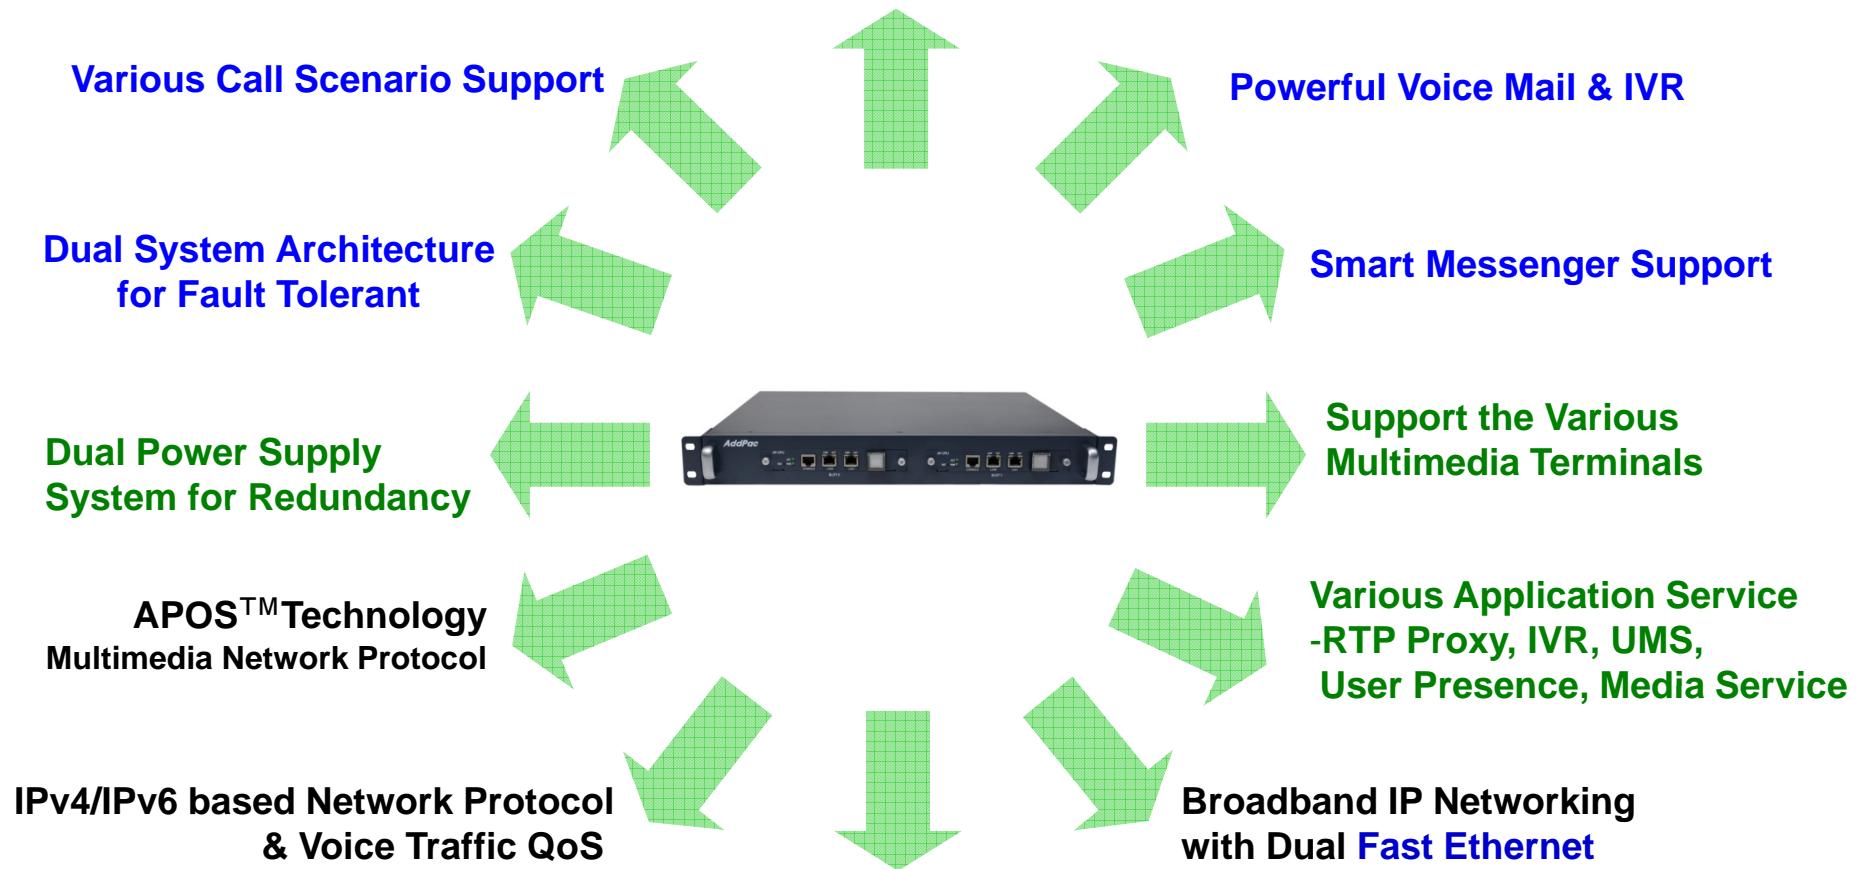 Various Call Scenario Support
Powerful Voice Mail & IVR
Dual System Architecture
for Fault Tolerant
Smart Messenger Support
Dual Power Supply
System for Redundancy
AddPac
Support the Various
Multimedia Terminals
APOS™Technology
Multimedia Network Protocol
Various Application Service
-RTP Proxy, IVR, UMS,
User Presence, Media Service
IPv4/IPv6 based Network Protocol
& Voice Traffic QoS
Broadband IP Networking
with Dual Fast Ethernet